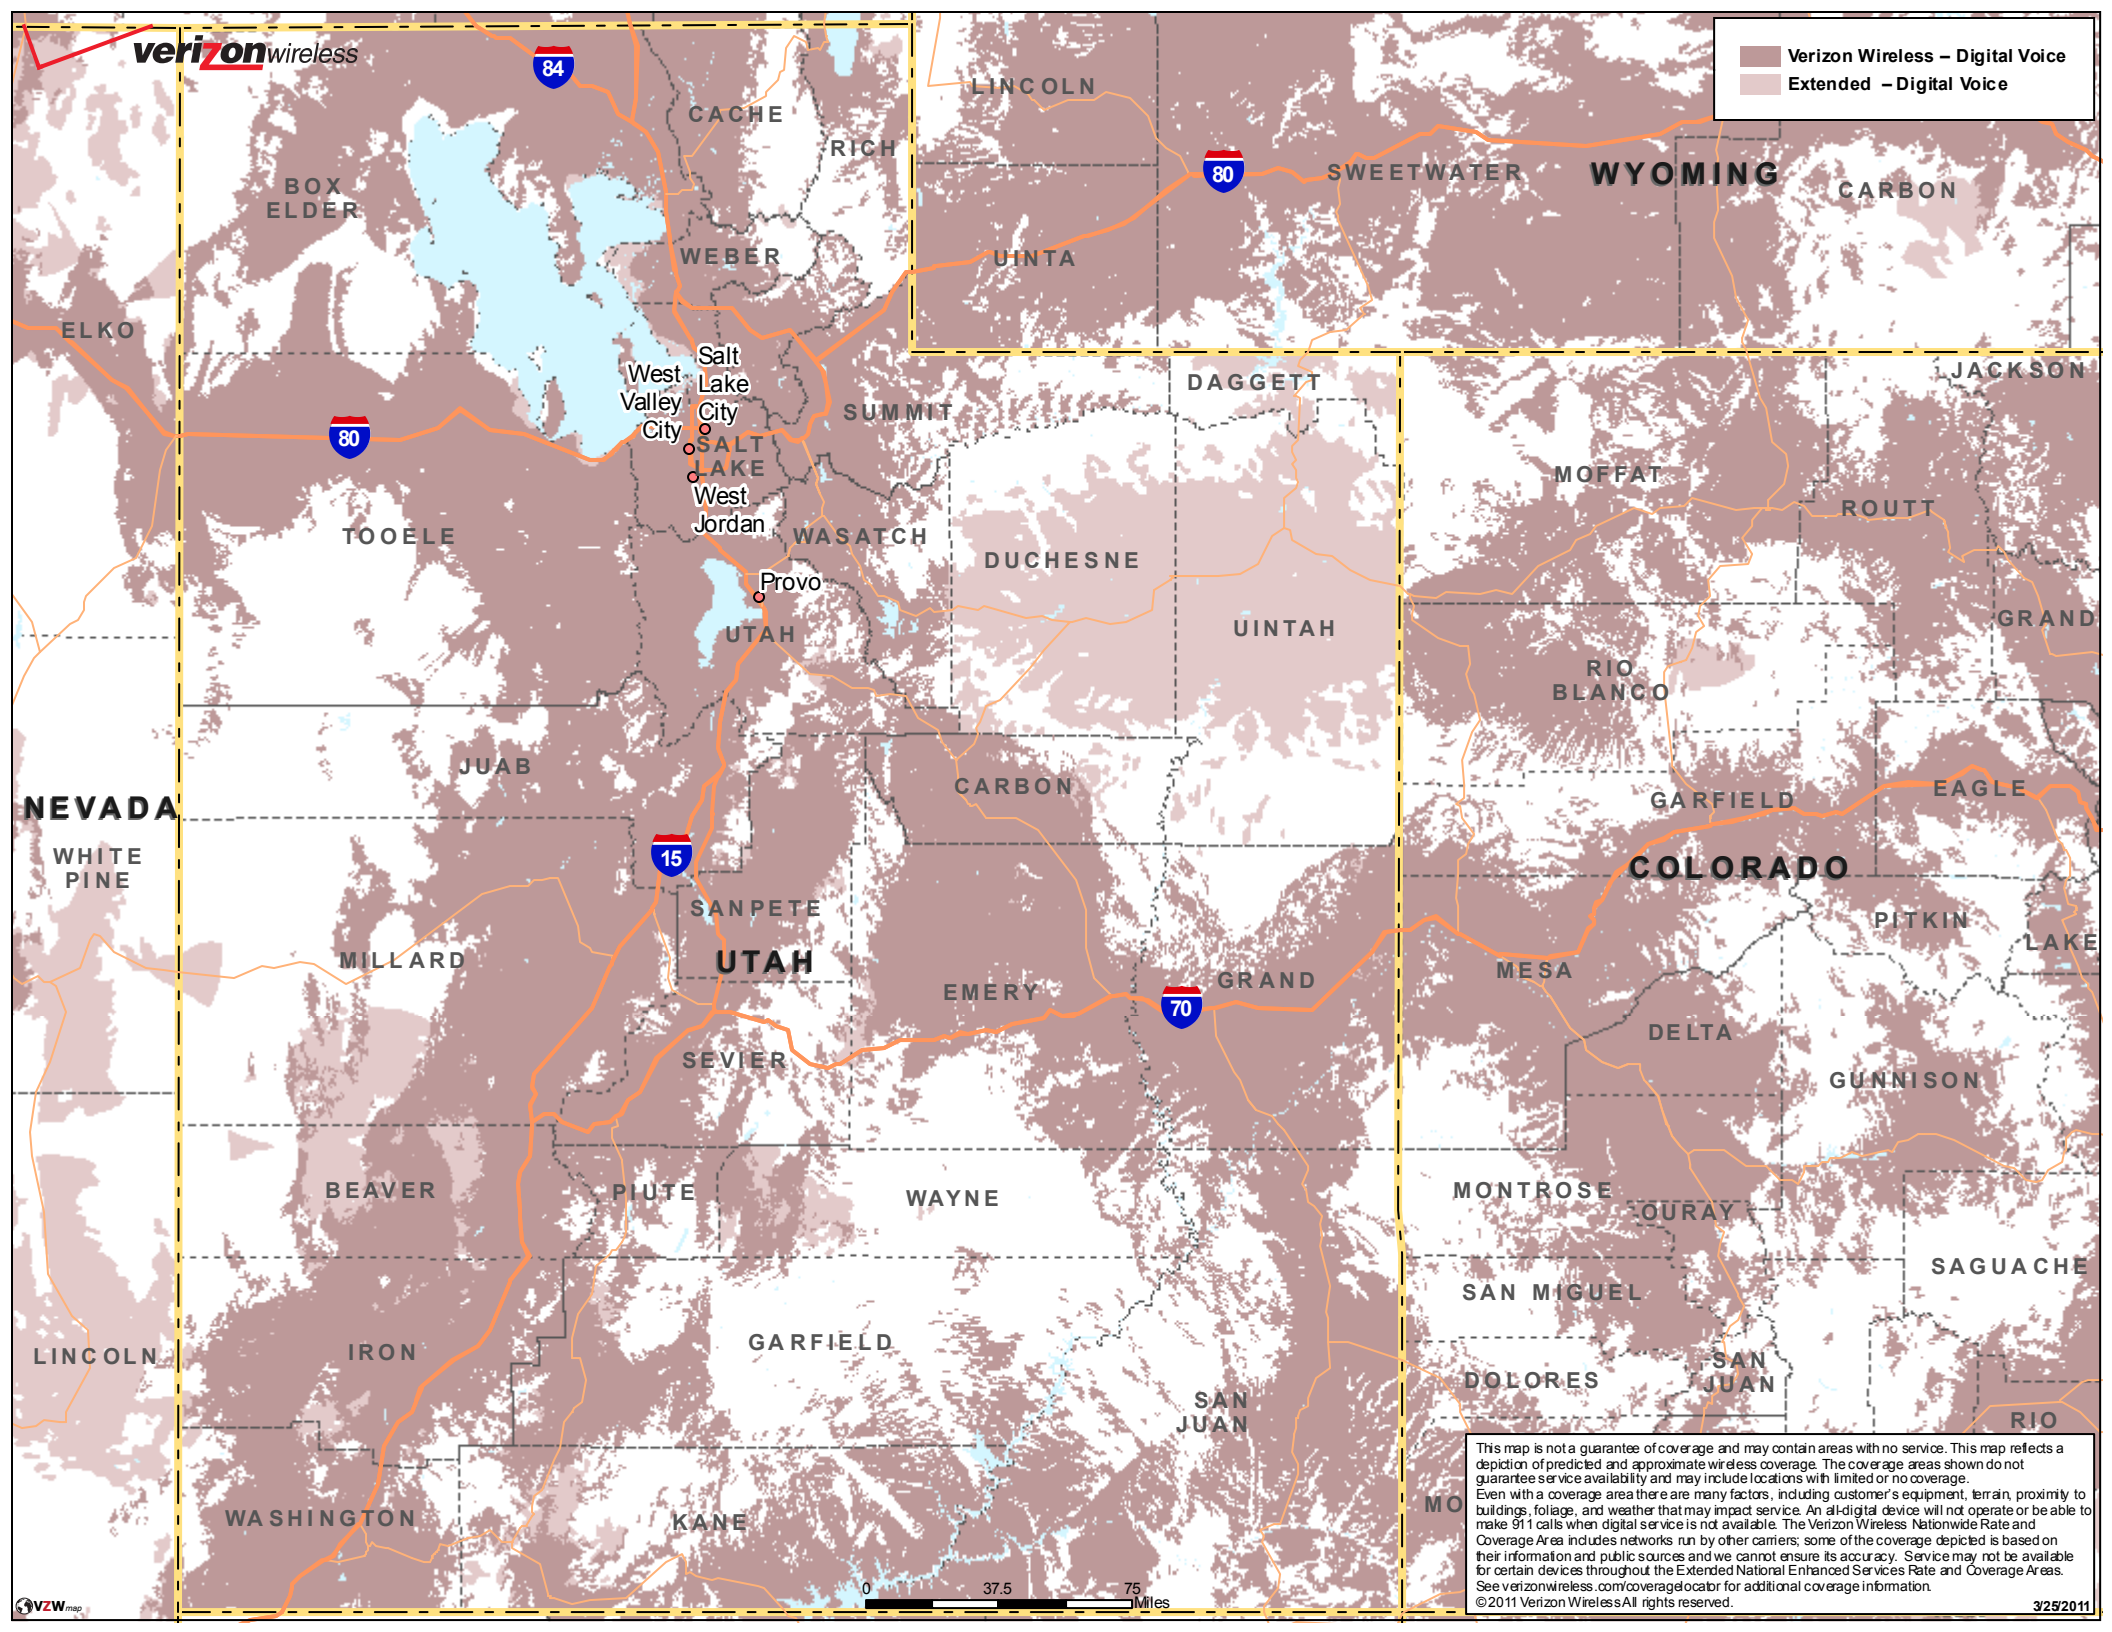 verizonwireless
84
Verizon Wireless – Digital Voice
Extended – Digital Voice
LINCOLN
CACHE
RICH
80
SWEETWATER
WYOMING
CARBON
BOX
ELDER
WEBER
UINTA
ELKO
Salt
Lake
City
West
Valley
City
SUMMIT
DAGGETT
JACKSON
80
SALT
LAKE
West
Jordan
MOFFAT
ROUTT
TOOELE
WASATCH
DUCHESNE
Provo
UTAH
UINTAH
GRAND
RIO
BLANCO
JUAB
CARBON
NEVADA
GARFIELD
EAGLE
WHITE
PINE
15
COLORADO
SANPETE
PITKIN
MILLARD
UTAH
LAKE
EMERY
GRAND
MESA
70
DELTA
SEVIER
GUNNISON
BEAVER
PIUTE
WAYNE
MONTROSE
OURAY
SAN MIGUEL
SAGUACHE
IRON
GARFIELD
LINCOLN
DOLORES
SAN
JUAN
SAN
JUAN
RIO
WASHINGTON
KANE
MO
This map is not a guarantee of coverage and may contain areas with no service. This map reflects a
depiction of predicted and approximate wireless coverage. The coverage areas shown do not
guarantee service availability and may include locations with limited or no coverage.
Even with a coverage area there are many factors, including customer's equipment, terrain, proximity to
buildings, foliage, and weather that may impact service. An all-digital device will not operate or be able to
make 911 calls when digital service is not available. The Verizon Wireless Nationwide Rate and
Coverage Area includes networks run by other carriers; some of the coverage depicted is based on
their information and public sources and we cannot ensure its accuracy. Service may not be available
for certain devices throughout the Extended National Enhanced Services Rate and Coverage Areas.
See verizonwireless.com/coveragelocator for additional coverage information.
©2011 Verizon Wireless All rights reserved.
3/25/2011
0 37.5 75
Miles
VZWmap